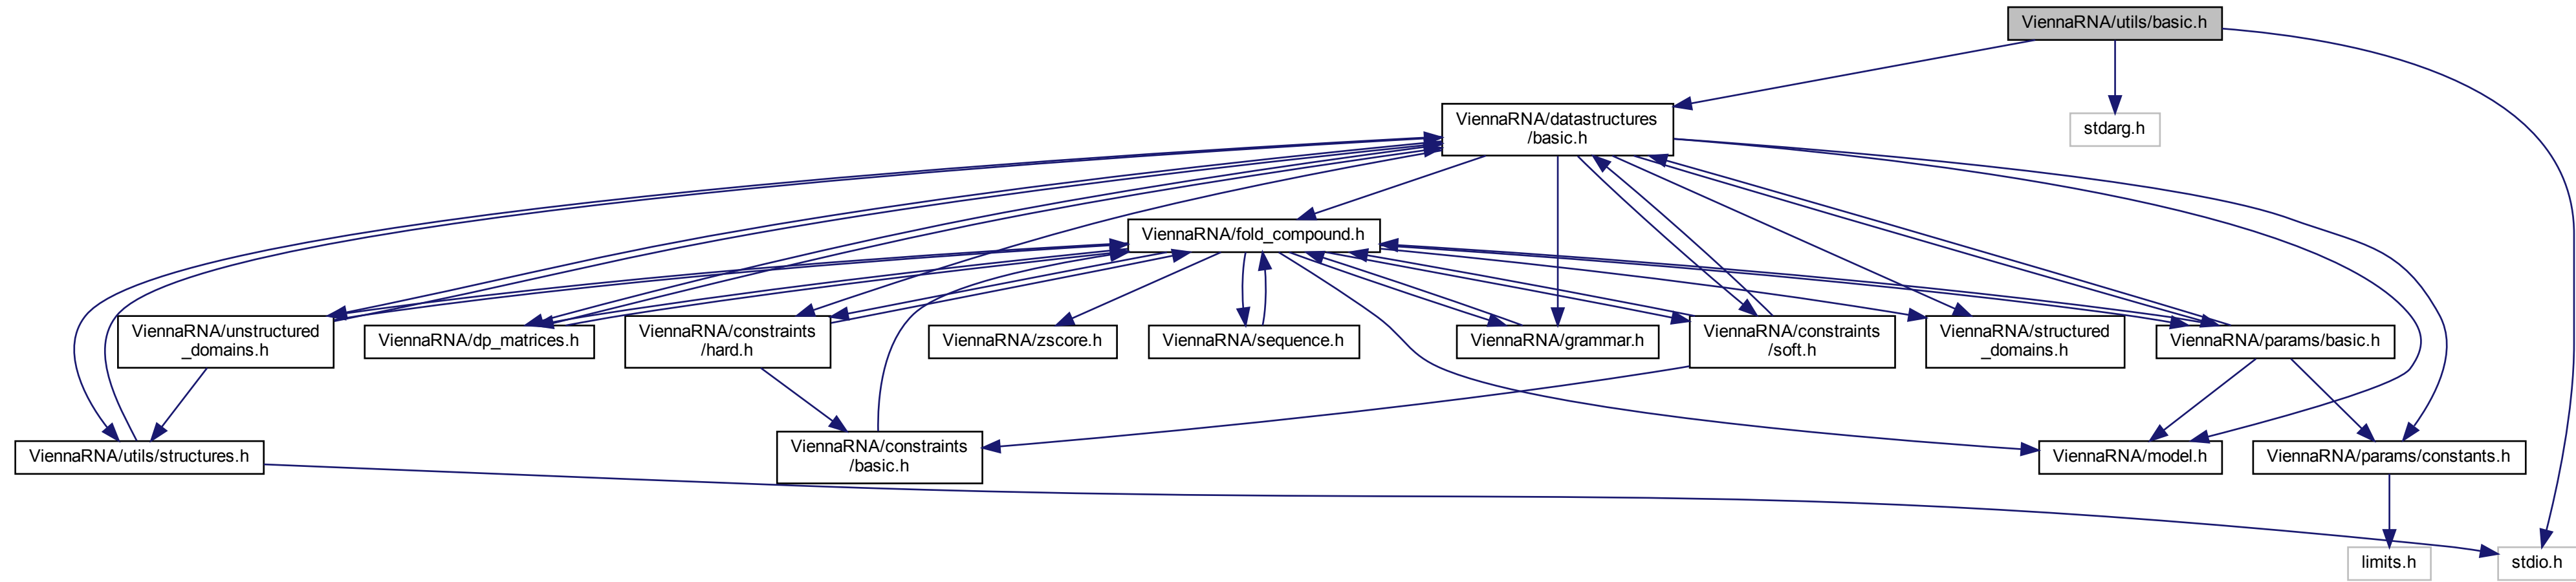 ViennaRNA/utils/basic.h
ViennaRNA/datastructures
/basic.h
stdarg.h
ViennaRNA/fold_compound.h
ViennaRNA/unstructured
_domains.h
ViennaRNA/dp_matrices.h
ViennaRNA/constraints
/hard.h
ViennaRNA/zscore.h
ViennaRNA/sequence.h
ViennaRNA/grammar.h
ViennaRNA/constraints
/soft.h
ViennaRNA/structured
_domains.h
ViennaRNA/params/basic.h
ViennaRNA/utils/structures.h
ViennaRNA/constraints
/basic.h
ViennaRNA/model.h
ViennaRNA/params/constants.h
limits.h
stdio.h